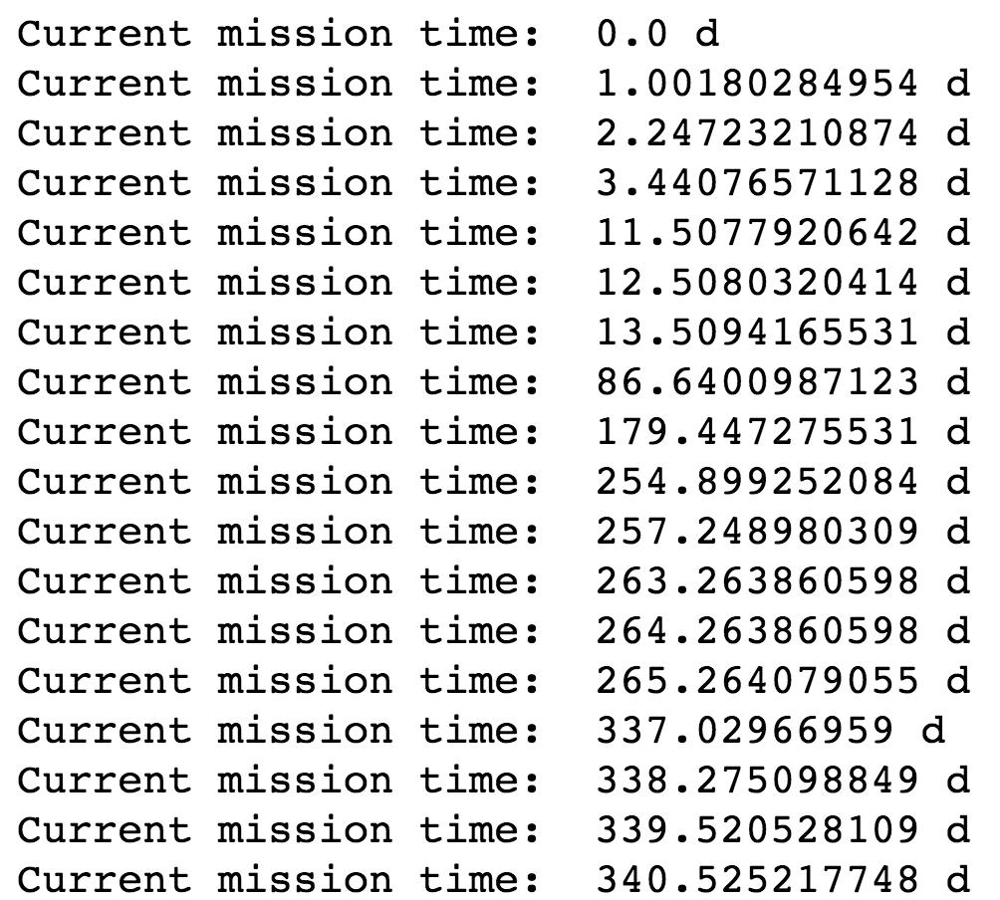 Current mission time:  0.0 d
Current mission time:  1.00180284954 d
Current mission time:  2.24723210874 d
Current mission time:  3.44076571128 d
Current mission time:  11.5077920642 d
Current mission time:  12.5080320414 d
Current mission time:  13.5094165531 d
Current mission time:  86.6400987123 d
Current mission time:  179.447275531 d
Current mission time:  254.899252084 d
Current mission time:  257.248980309 d
Current mission time:  263.263860598 d
Current mission time:  264.263860598 d
Current mission time:  265.264079055 d
Current mission time:  337.02966959 d
Current mission time:  338.275098849 d
Current mission time:  339.520528109 d
Current mission time:  340.525217748 d